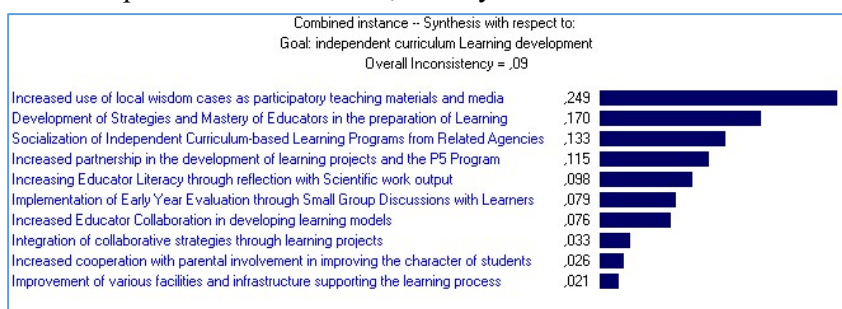 Combined instance -- Synthesis with respect to:
Goal: independent curriculum Learning development
Overall Inconsistency = ,09
Increased use of local wisdom cases as participatory teaching materials and media ,249
Development of Strategies and Mastery of Educators in the preparation of Learning ,170
Socialization of Independent Curriculum-based Learning Programs from Related Agencies ,133
Increased partnership in the development of learning projects and the P5 Program ,115
Increasing Educator Literacy through reflection with Scientific work output ,098
Implementation of Early Year Evaluation through Small Group Discussions with Learners ,079
Increased Educator Collaboration in developing learning models ,076
Integration of collaborative strategies through learning projects ,033
Increased cooperation with parental involvement in improving the character of students ,026
Improvement of various facilities and infrastructure supporting the learning process ,021